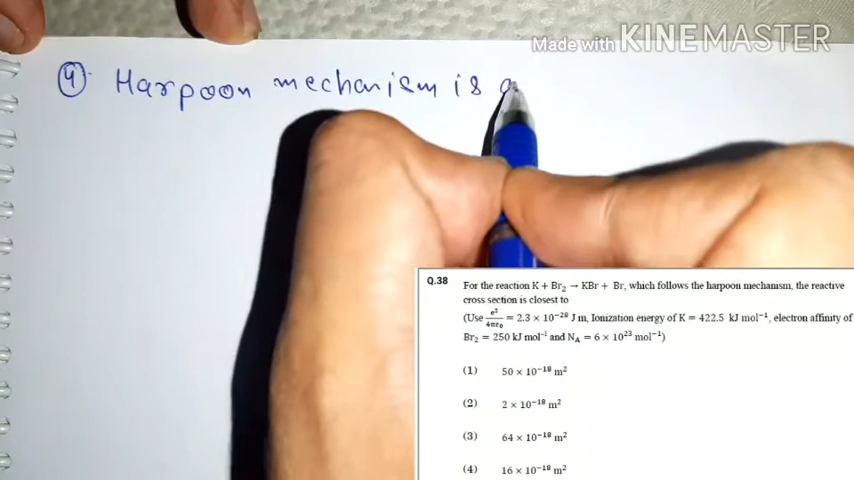 Made with KINEMASTER
④ Harpoon mechanism is a
Q.38 For the reaction K + Br₂ → KBr + Br, which follows the harpoon mechanism, the reactive
cross section is closest to
(Use e²/4πε₀ = 2.3 × 10⁻²⁸ J m, Ionization energy of K = 422.5 kJ mol⁻¹, electron affinity of
Br₂ = 250 kJ mol⁻¹ and N_A = 6 × 10²³ mol⁻¹)
(1) 50 × 10⁻¹⁸ m²
(2) 2 × 10⁻¹⁸ m²
(3) 64 × 10⁻¹⁸ m²
(4) 16 × 10⁻¹⁸ m²